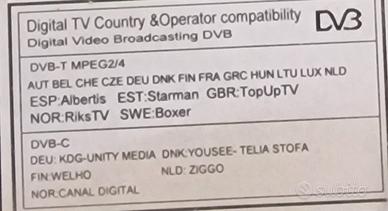 Digital TV Country &Operator compatibility
DVB
Digital Video Broadcasting DVB
DVB-T MPEG2/4
AUT BEL CHE CZE DEU DNK FIN FRA GRC HUN LTU LUX NLD
ESP:Albertis EST:Starman GBR:TopUpTV
NOR:RiksTV SWE:Boxer
DVB-C
DEU: KDG-UNITY MEDIA DNK:YOUSEE- TELIA STOFA
FIN:WELHO NLD: ZIGGO
NOR:CANAL DIGITAL
subito